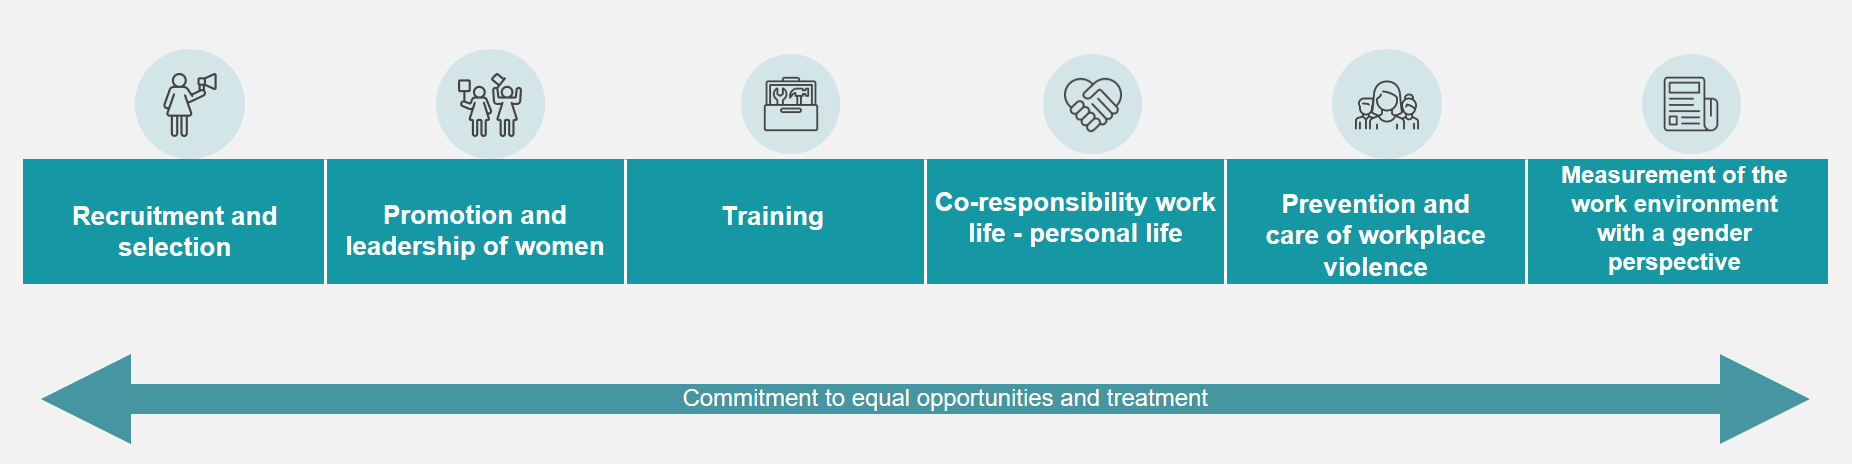 Recruitment and
selection
Promotion and
leadership of women
Training
Co-responsibility work
life - personal life
Prevention and
care of workplace
violence
Measurement of the
work environment
with a gender
perspective
Commitment to equal opportunities and treatment